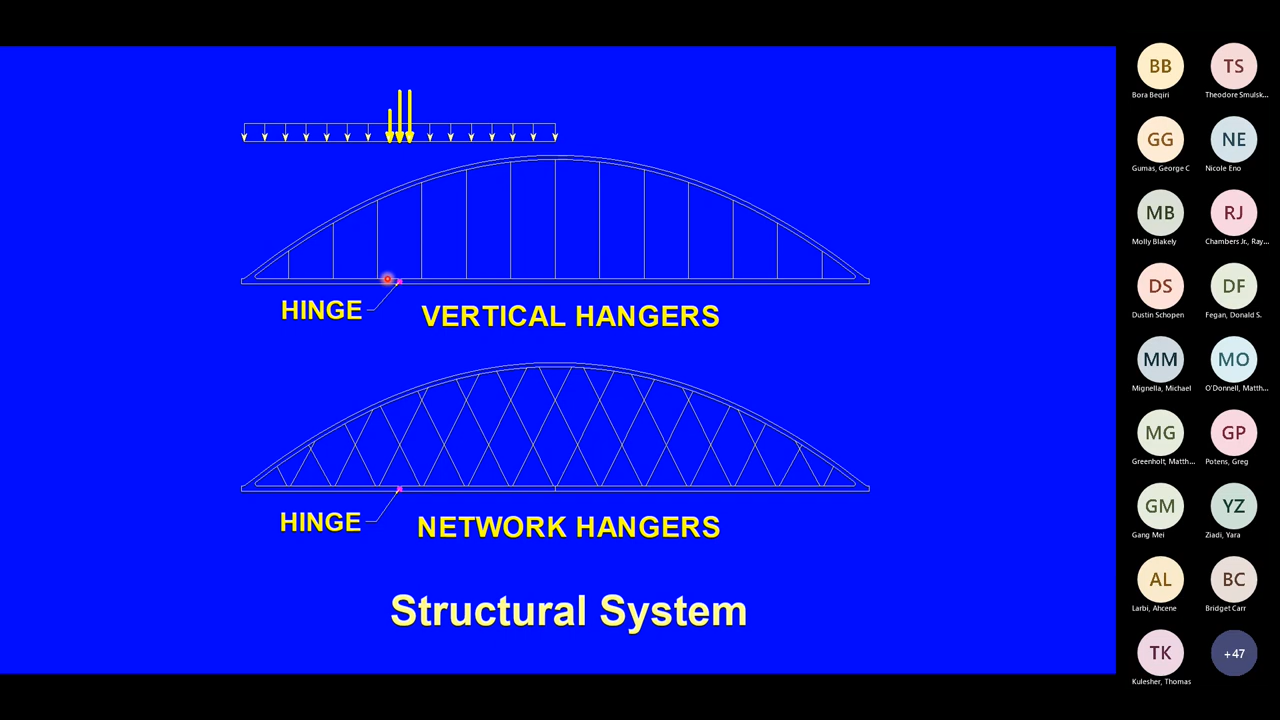 HINGE
VERTICAL HANGERS
HINGE
NETWORK HANGERS
Structural System
BB
TS
Bora Beqiri
Theodore Smulsk...
GG
NE
Gumas, George C
Nicole Eno
MB
RJ
Molly Blakely
Chambers Jr., Ray...
DS
DF
Dustin Schopen
Fegan, Donald S.
MM
MO
Mignella, Michael
O'Donnell, Matth...
MG
GP
Greenholt, Matth...
Potens, Greg
GM
YZ
Gang Mei
Ziadi, Yara
AL
BC
Larbi, Ahcene
Bridget Carr
TK
+47
Kulesher, Thomas